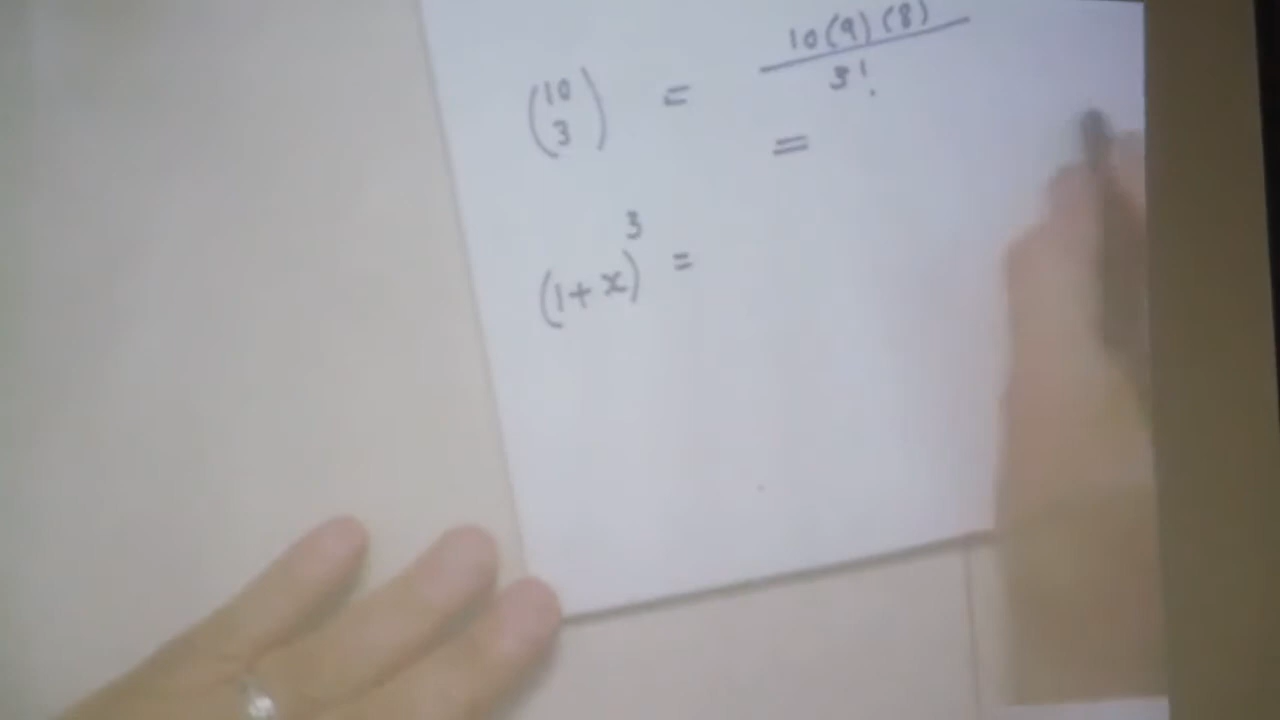 (10 3) = 10(9)(8) / 3!
=
(1+x)^3 =